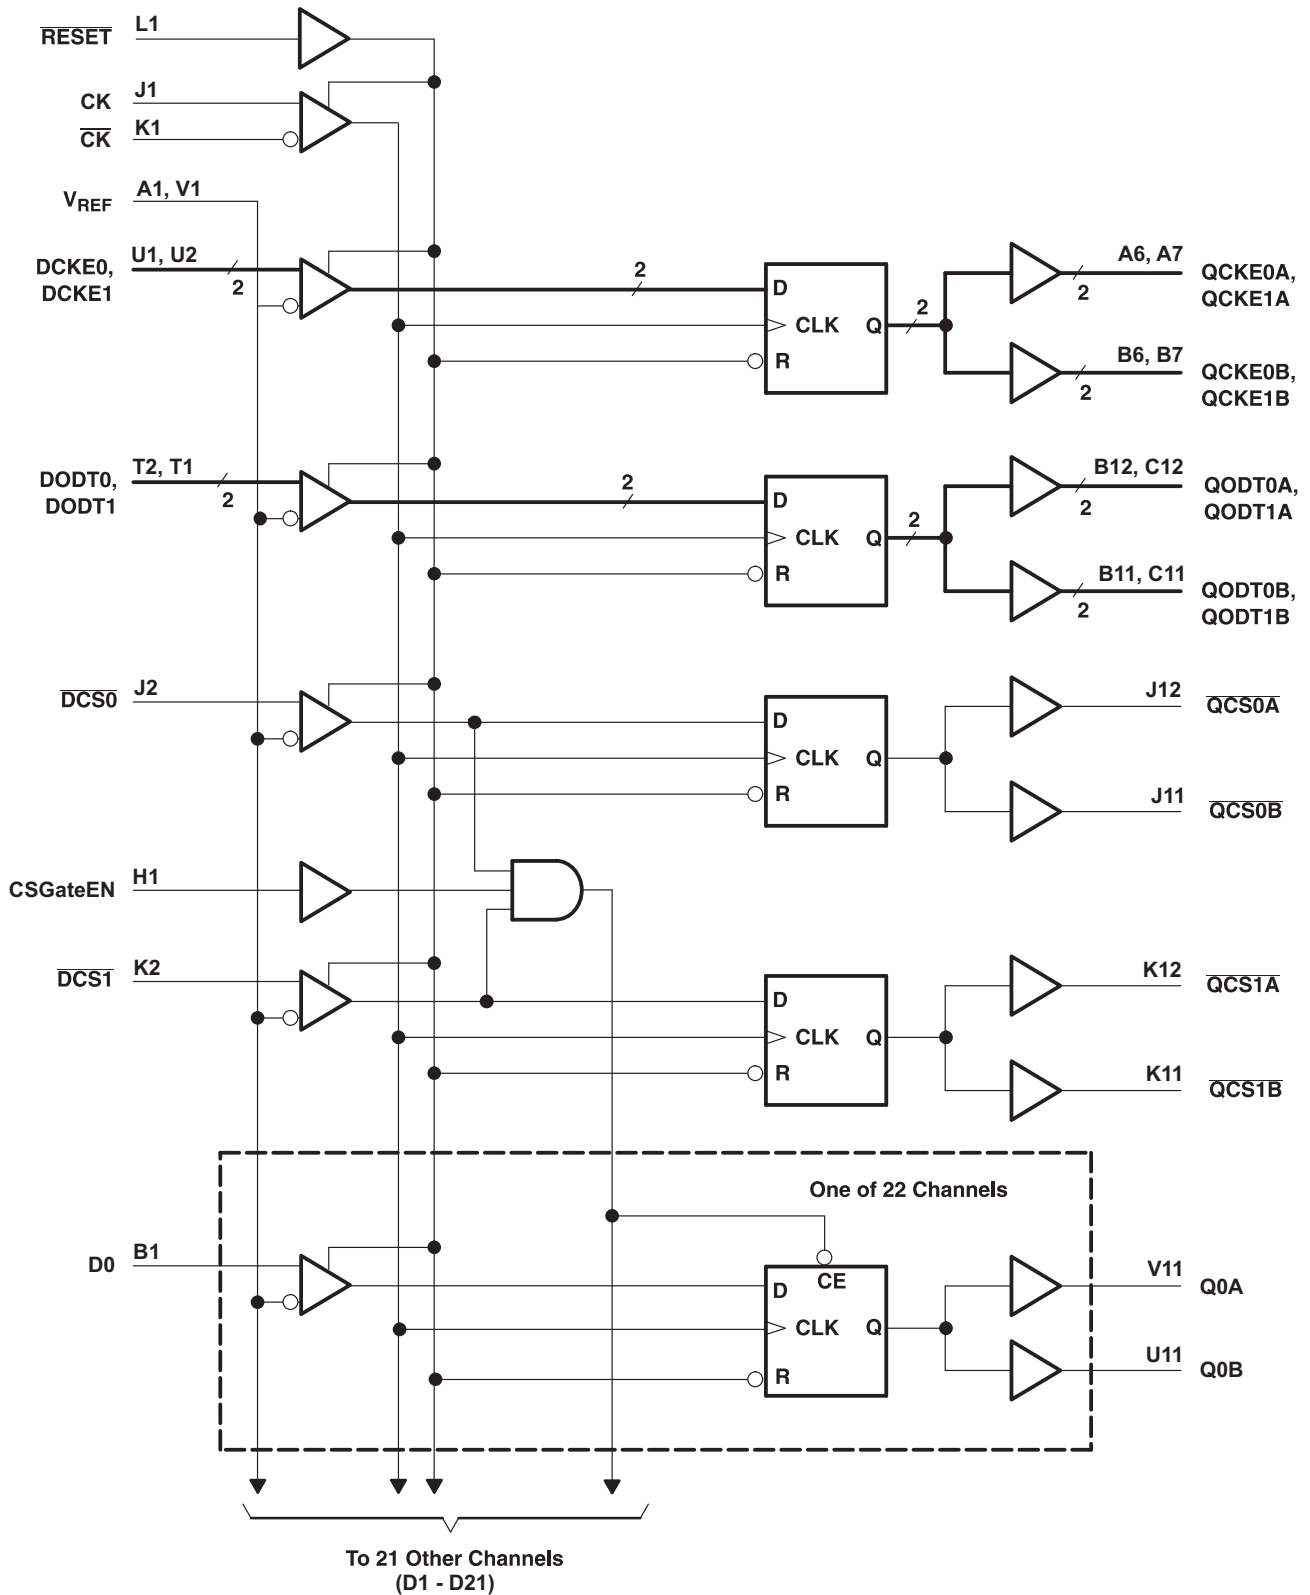 RESET L1
CK J1
CK K1
VREF A1, V1
DCKE0, U1, U2
DCKE1
2
2
D
CLK Q
R
2
A6, A7
2
QCKE0A,
QCKE1A
B6, B7
2
QCKE0B,
QCKE1B
DODT0, T2, T1
DODT1
2
2
D
CLK Q
R
2
B12, C12
2
QODT0A,
QODT1A
B11, C11
2
QODT0B,
QODT1B
DCS0 J2
D
CLK Q
R
J12 QCS0A
J11 QCS0B
CSGateEN H1
DCS1 K2
D
CLK Q
R
K12 QCS1A
K11 QCS1B
One of 22 Channels
D0 B1
CE
D
CLK Q
R
V11 Q0A
U11 Q0B
To 21 Other Channels
(D1 - D21)